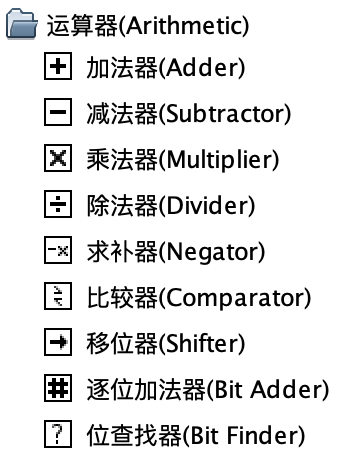 运算器(Arithmetic)
加法器(Adder)
减法器(Subtractor)
乘法器(Multiplier)
除法器(Divider)
求补器(Negator)
比较器(Comparator)
移位器(Shifter)
逐位加法器(Bit Adder)
位查找器(Bit Finder)